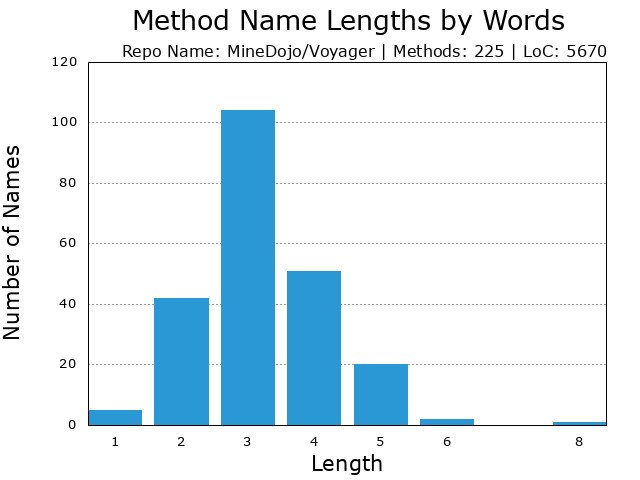 Method Name Lengths by Words
Repo Name: MineDojo/Voyager | Methods: 225 | LoC: 5670
Number of Names
120
100
80
60
40
20
0
1 2 3 4 5 6 8
Length